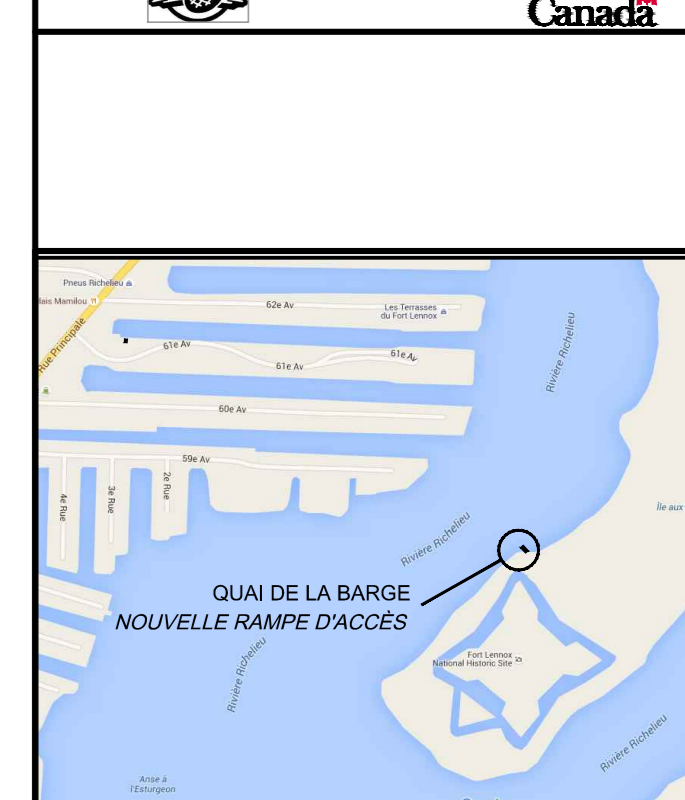 Canada
Pneus Richelieu
lais Mamilou
Rue Principale
62e Av
Les Terrasses
du Fort Lennox
61e Av
61e Av
61e Av
60e Av
59e Av
4e Rue
3e Rue
2e Rue
Rivière Richelieu
Île aux
Rivière Richelieu
QUAI DE LA BARGE
NOUVELLE RAMPE D'ACCÈS
Fort Lennox
National Historic Site
Rivière Richelieu
Rivière Richelieu
Anse à
l'Esturgeon